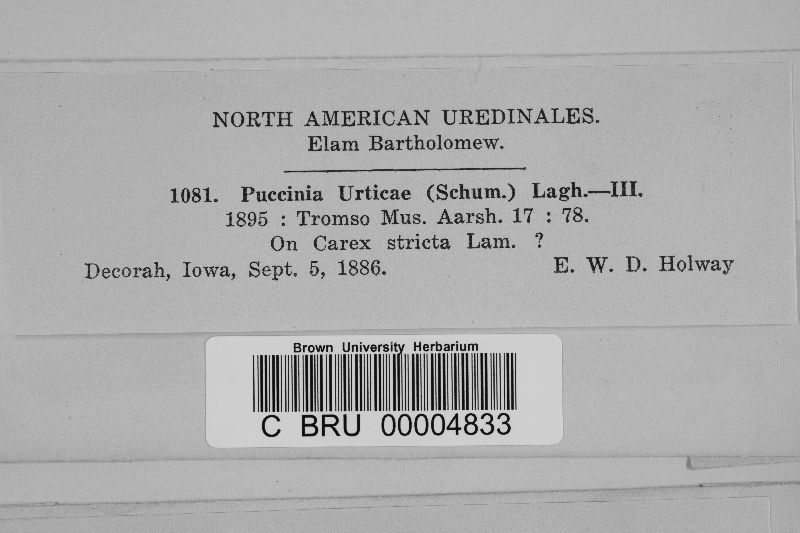 NORTH AMERICAN UREDINALES.
Elam Bartholomew.
1081. Puccinia Urticae (Schum.) Lagh.—III.
1895 : Tromso Mus. Aarsh. 17 : 78.
On Carex stricta Lam. ?
Decorah, Iowa, Sept. 5, 1886. E. W. D. Holway
Brown University Herbarium
C BRU 00004833